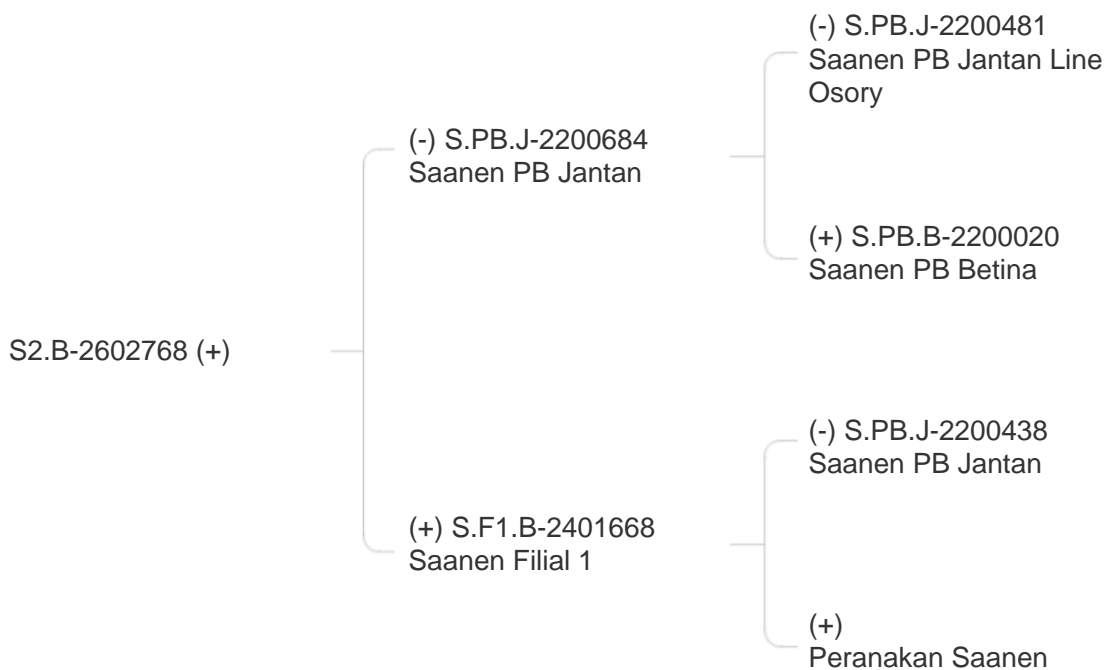 (-) S.PB.J-2200481
Saanen PB Jantan Line
Osory
(-) S.PB.J-2200684
Saanen PB Jantan
(+) S.PB.B-2200020
Saanen PB Betina
S2.B-2602768 (+)
(-) S.PB.J-2200438
Saanen PB Jantan
(+) S.F1.B-2401668
Saanen Filial 1
(+)
Peranakan Saanen